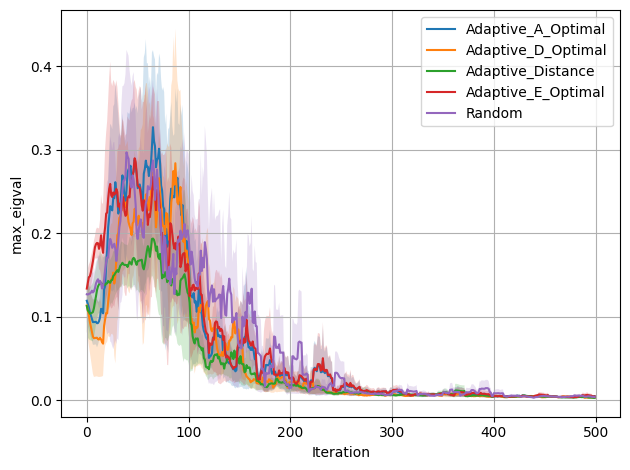 Adaptive_A_Optimal
Adaptive_D_Optimal
Adaptive_Distance
Adaptive_E_Optimal
Random
max_eigval
0.4
0.3
0.2
0.1
0.0
0 100 200 300 400 500
Iteration